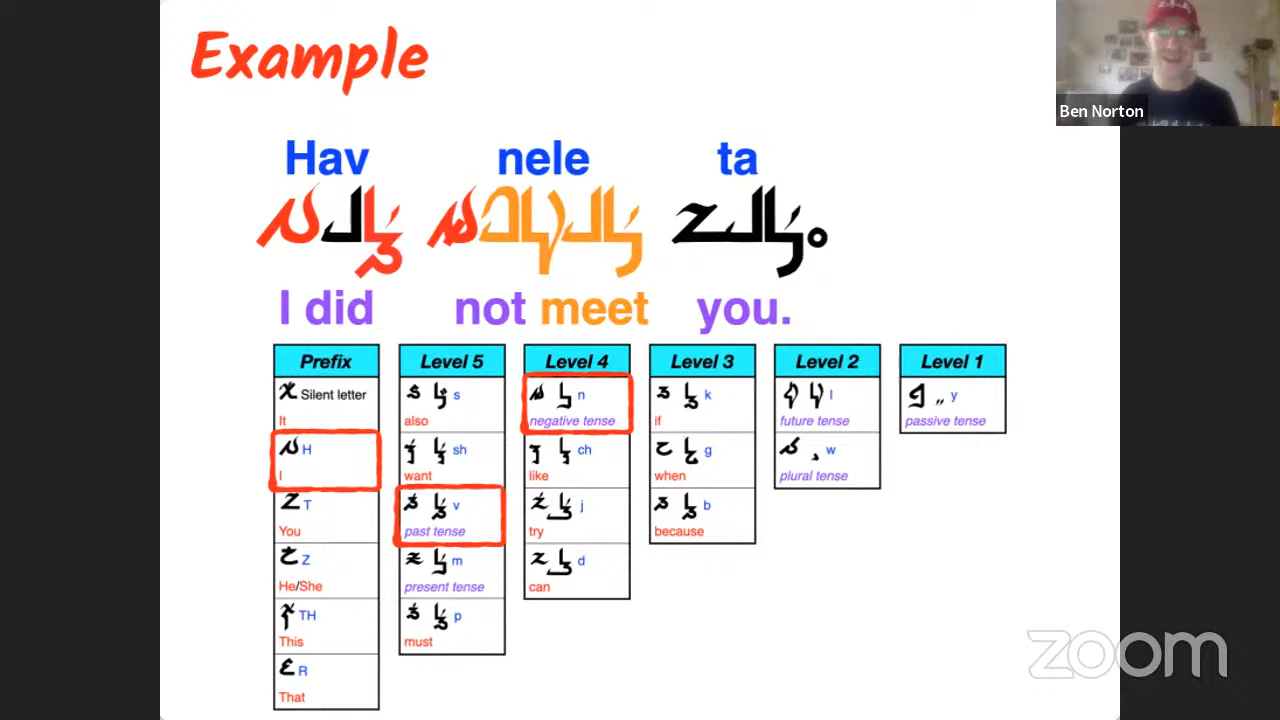 Example
Ben Norton
Hav nele ta
I did not meet you.
Prefix Level 5 Level 4 Level 3 Level 2 Level 1
Silent letter s n k l y
It also negative tense if future tense passive tense
H sh ch g w
I want like when plural tense
T v j b
You past tense try because
Z m d
He/She present tense can
TH p
This must
R
That
zoom